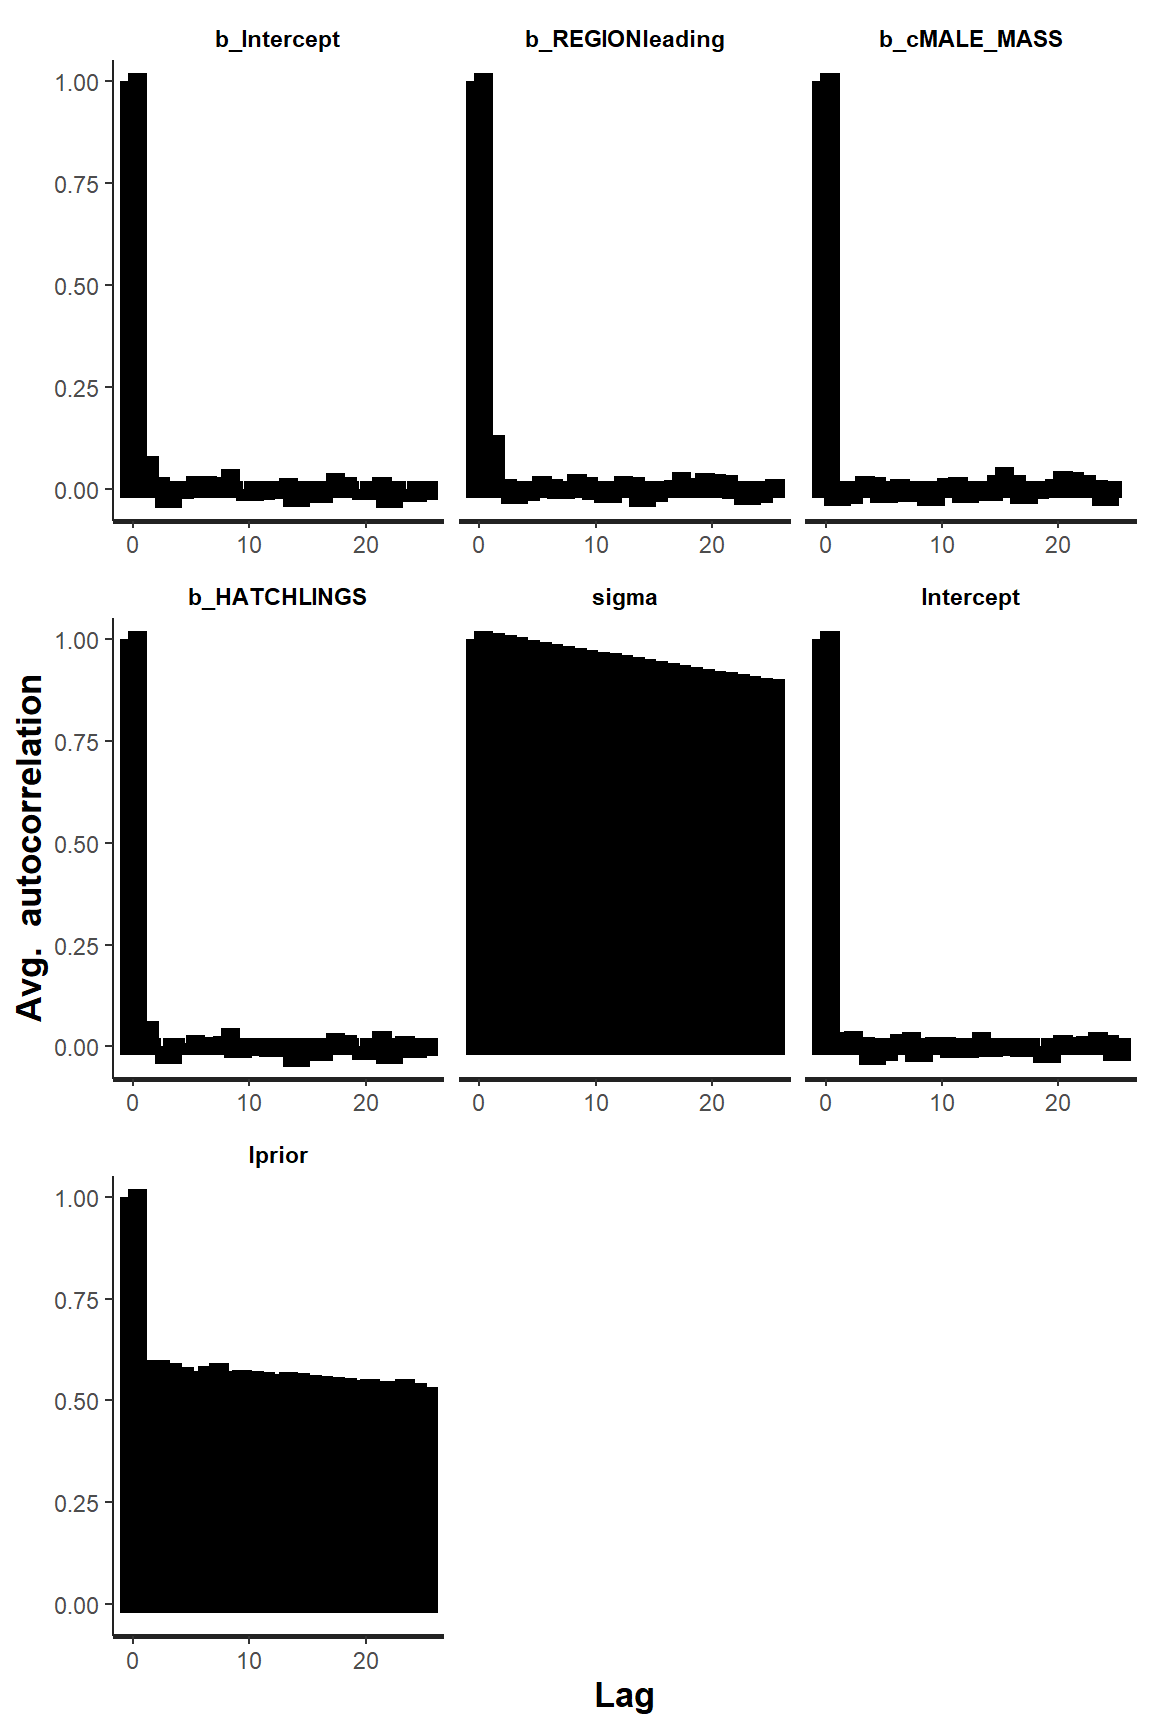 b_Intercept b_REGIONleading b_cMALE_MASS
1.00
0.75
0.50
0.25
0.00
0 10 20 0 10 20 0 10 20
b_HATCHLINGS sigma Intercept
1.00
0.75
0.50
0.25
0.00
0 10 20 0 10 20 0 10 20
Avg. autocorrelation
lprior
1.00
0.75
0.50
0.25
0.00
0 10 20
Lag